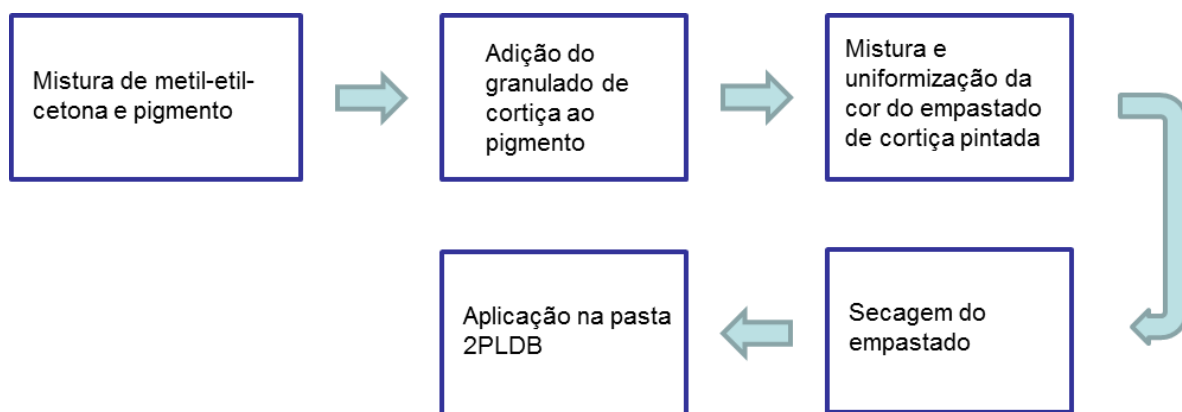 Mistura de metil-etil-
cetona e pigmento
Adição do
granulado de
cortiça ao
pigmento
Mistura e
uniformização da
cor do empastado
de cortiça pintada
Secagem do
empastado
Aplicação na pasta
2PLDB